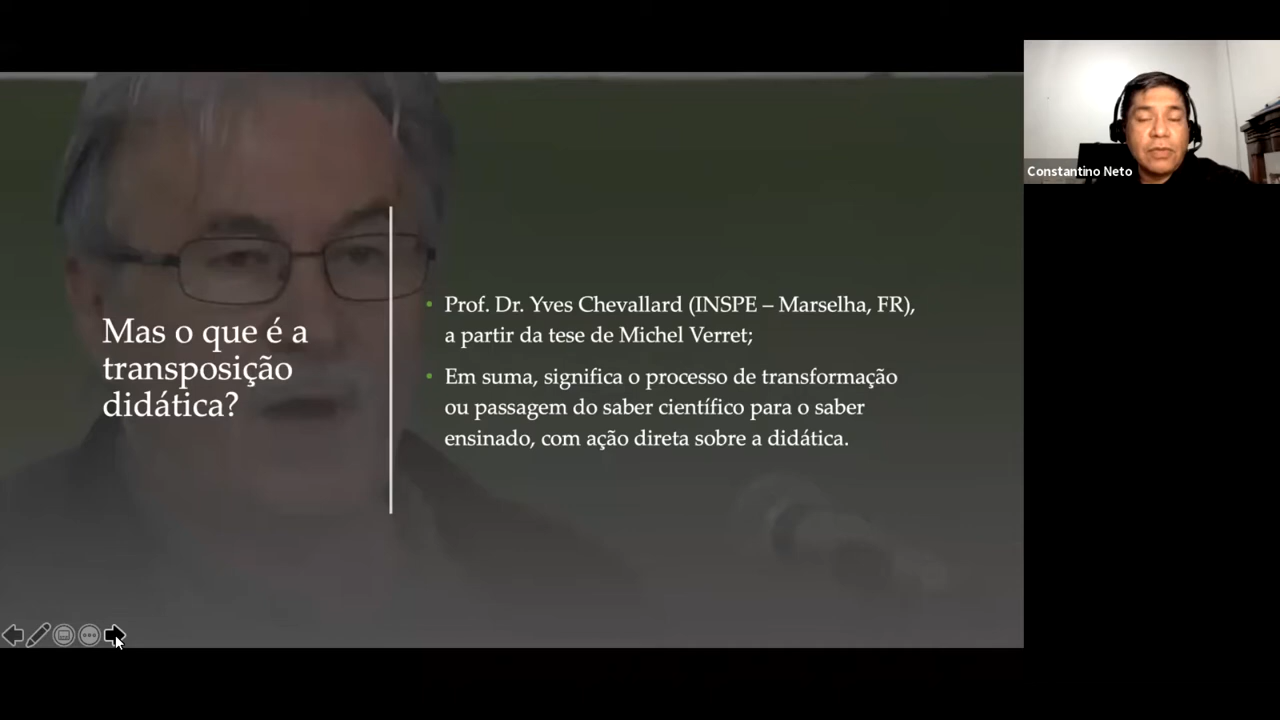 Mas o que é a
transposição
didática?
• Prof. Dr. Yves Chevallard (INSPE – Marselha, FR),
a partir da tese de Michel Verret;
• Em suma, significa o processo de transformação
ou passagem do saber científico para o saber
ensinado, com ação direta sobre a didática.
Constantino Neto